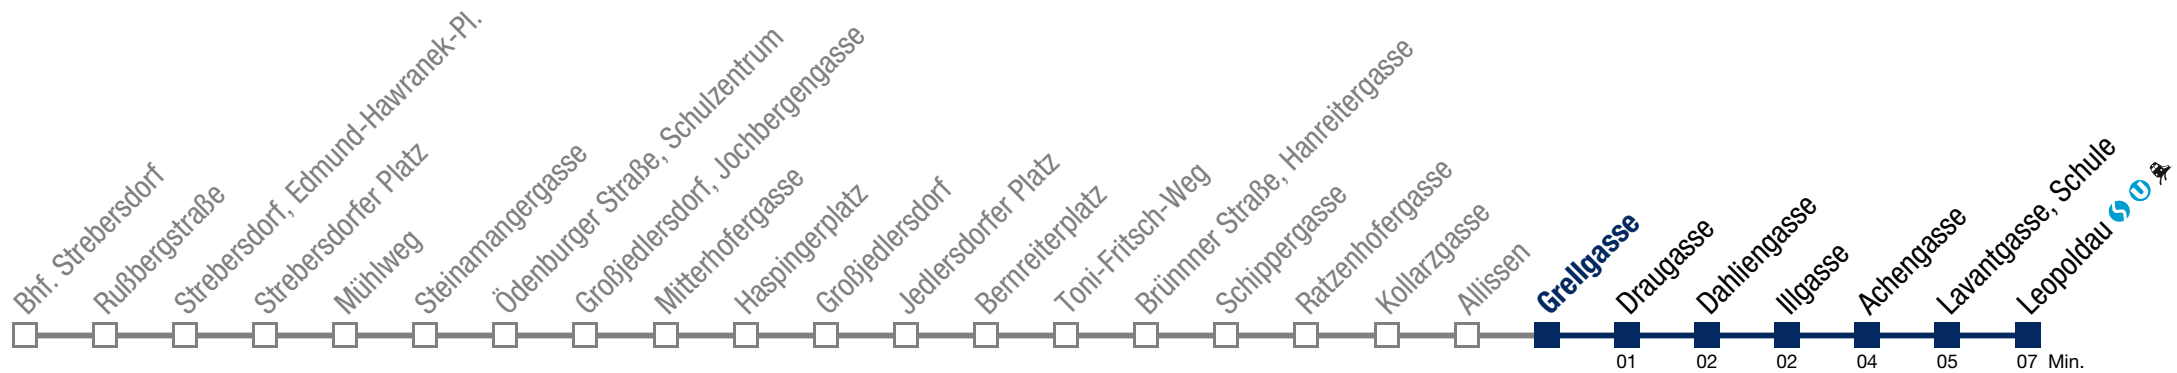 Bhf. Strebersdorf
Rußbergstraße
Strebersdorf, Edmund-Hawranek-Pl.
Strebersdorfer Platz
Mühlweg
Steinamangergasse
Ödenburger Straße, Schulzentrum
Großjedlersdorf, Jochbergengasse
Mitterhofergasse
Haspingerplatz
Großjedlersdorf
Jedlersdorfer Platz
Bernreiterplatz
Toni-Fritsch-Weg
Brünnner Straße, Hanreitergasse
Schippergasse
Ratzenhofergasse
Kollarzgasse
Allissen
Grellgasse
Draugasse
Dahliengasse
Illgasse
Achengasse
Lavantgasse, Schule
Leopoldau S U
01 02 02 04 05 07 Min.